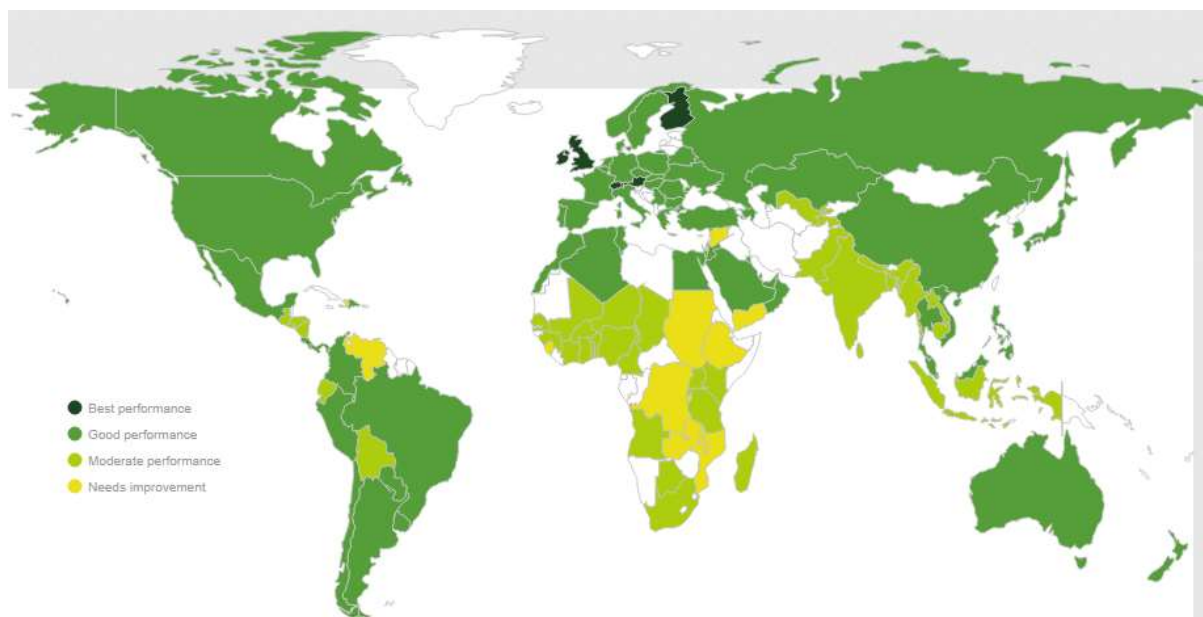 Best performance
Good performance
Moderate performance
Needs improvement